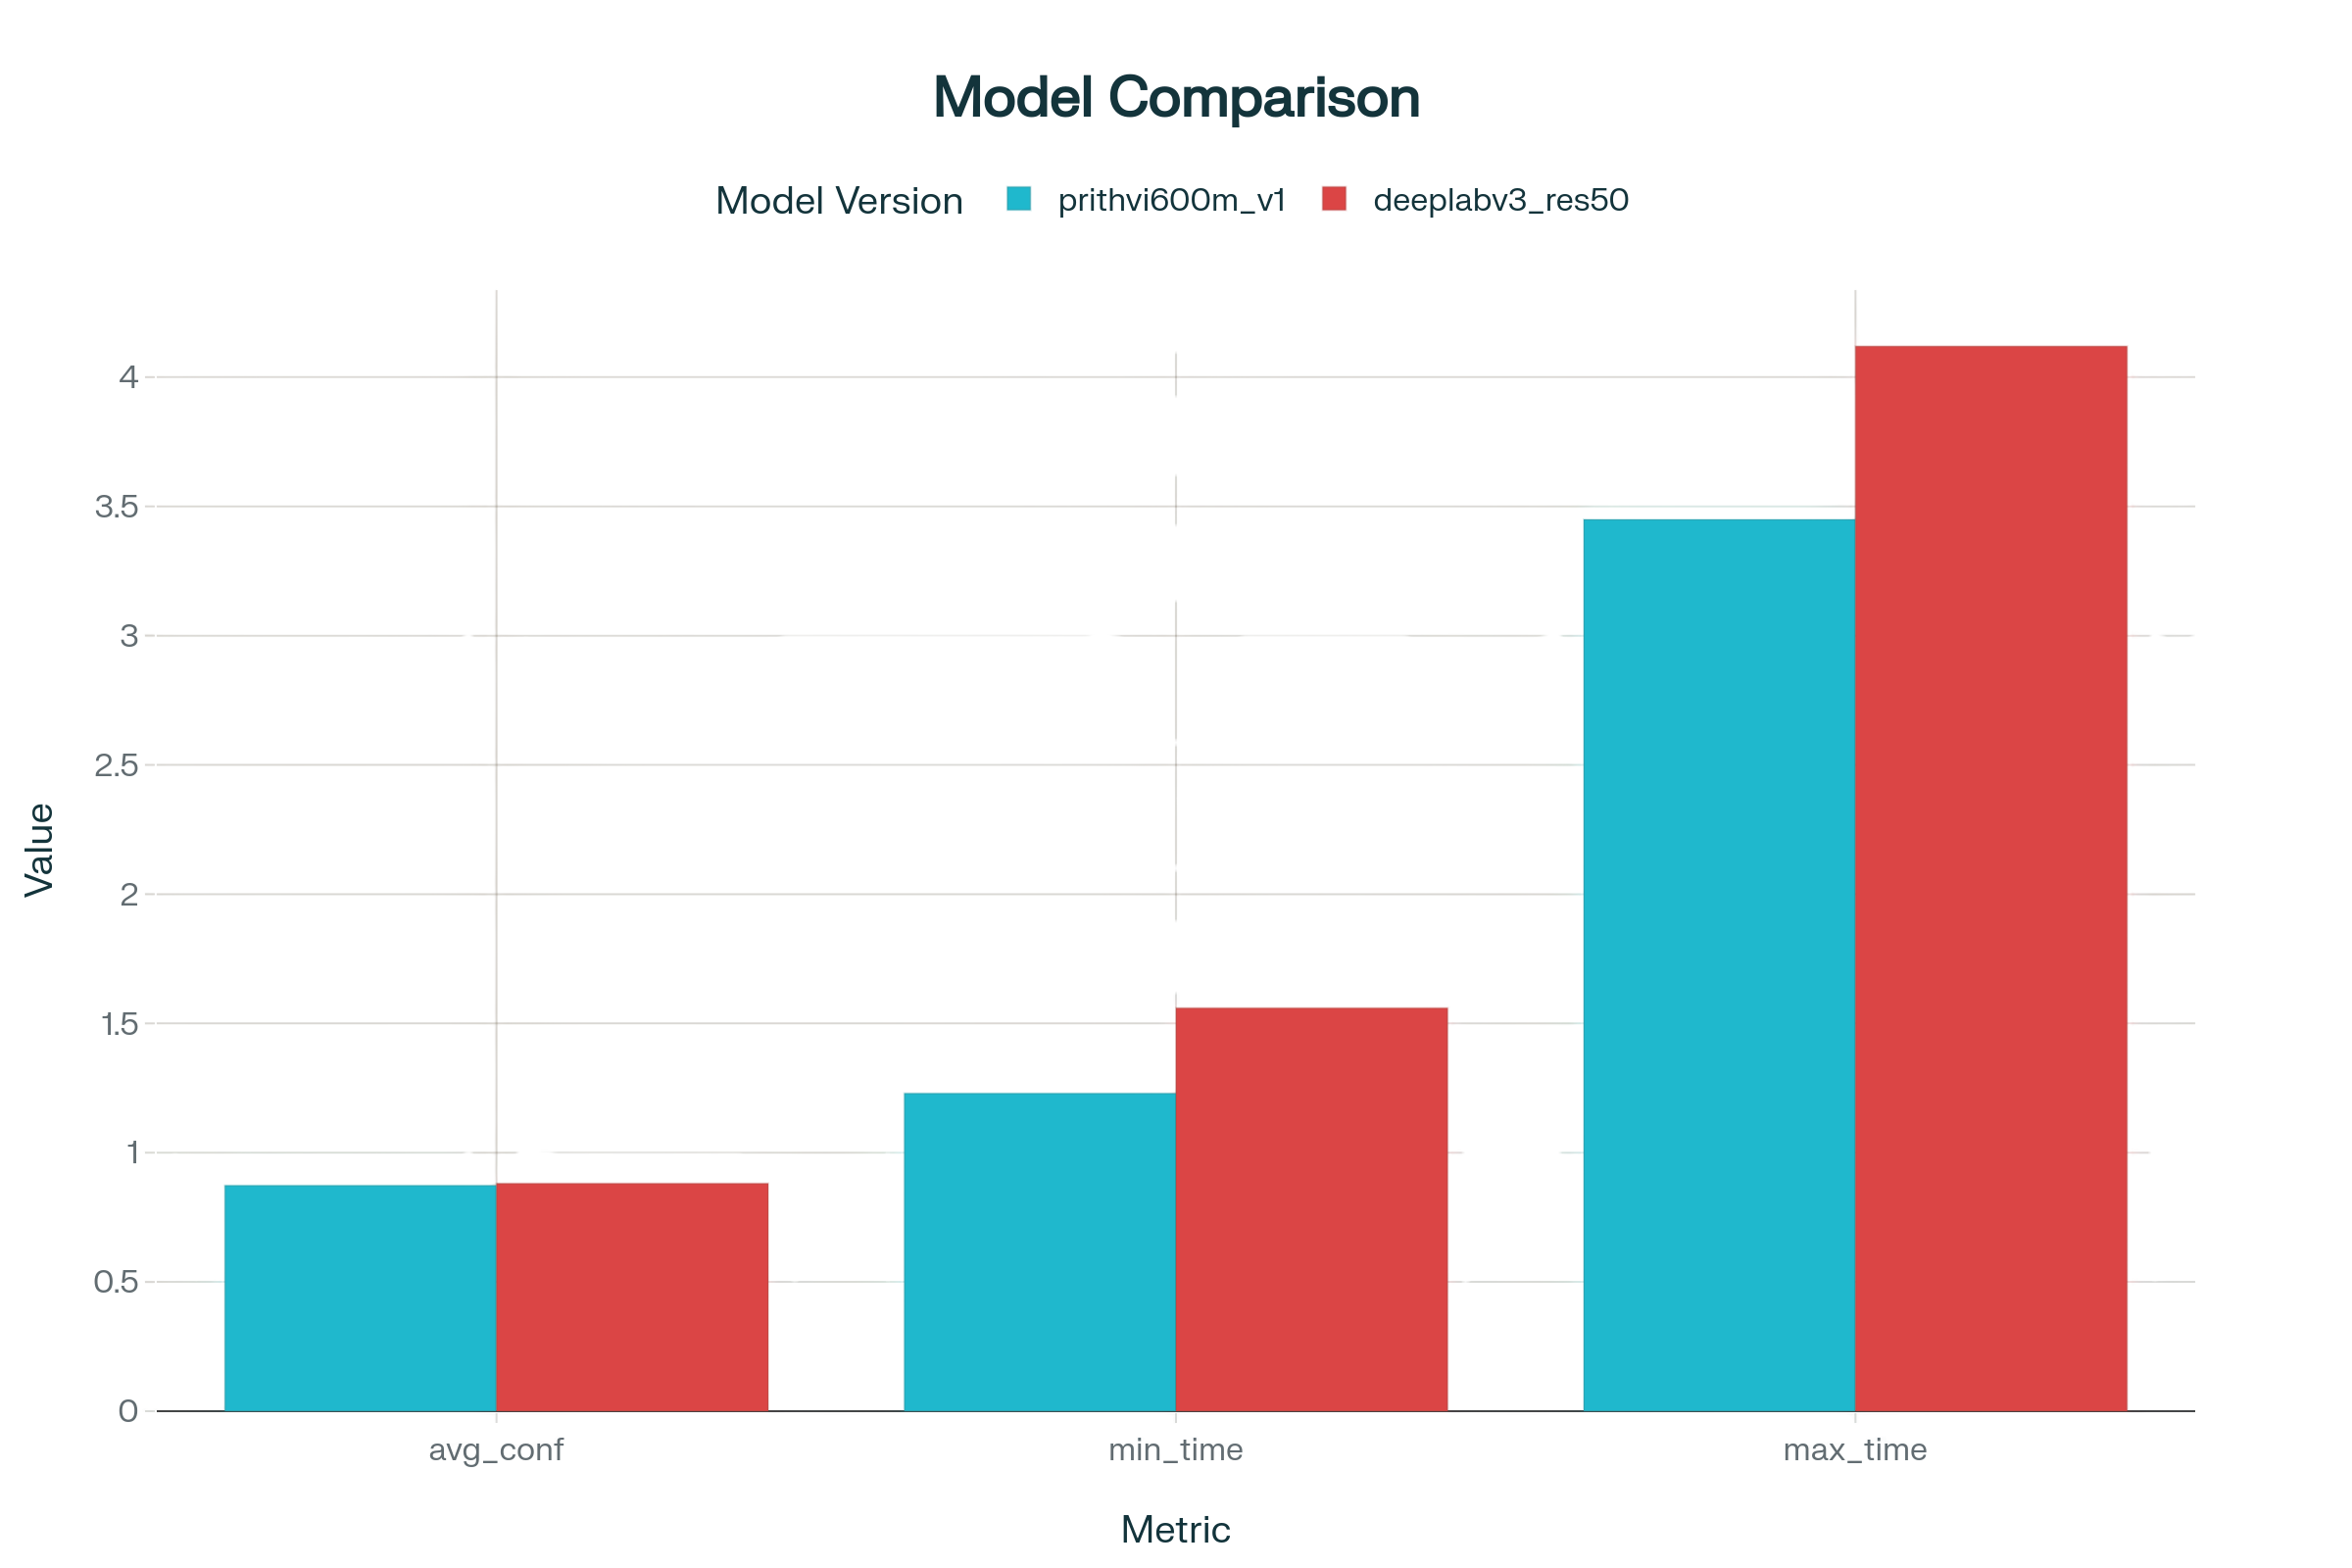 Model Comparison
Model Version prithvi600m_v1 deeplabv3_res50
4
3.5
3
2.5
2
1.5
1
0.5
0
Value
avg_conf min_time max_time
Metric